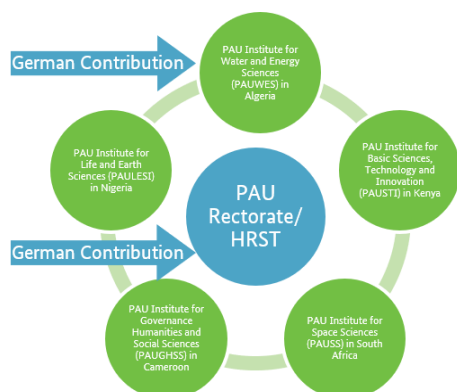 German Contribution
PAU Institute for
Water and Energy
Sciences
(PAUWES) in
Algeria
PAU Institute for
Life and Earth
Sciences (PAULESI)
in Nigeria
PAU Institute for
Basic Sciences,
Technology and
Innovation
(PAUSTI) in Kenya
PAU
Rectorate/
HRST
German Contribution
PAU Institute for
Governance
Humanities and
Social Sciences
(PAUGHSS) in
Cameroon
PAU Institute for
Space Sciences
(PAUSS) in South
Africa